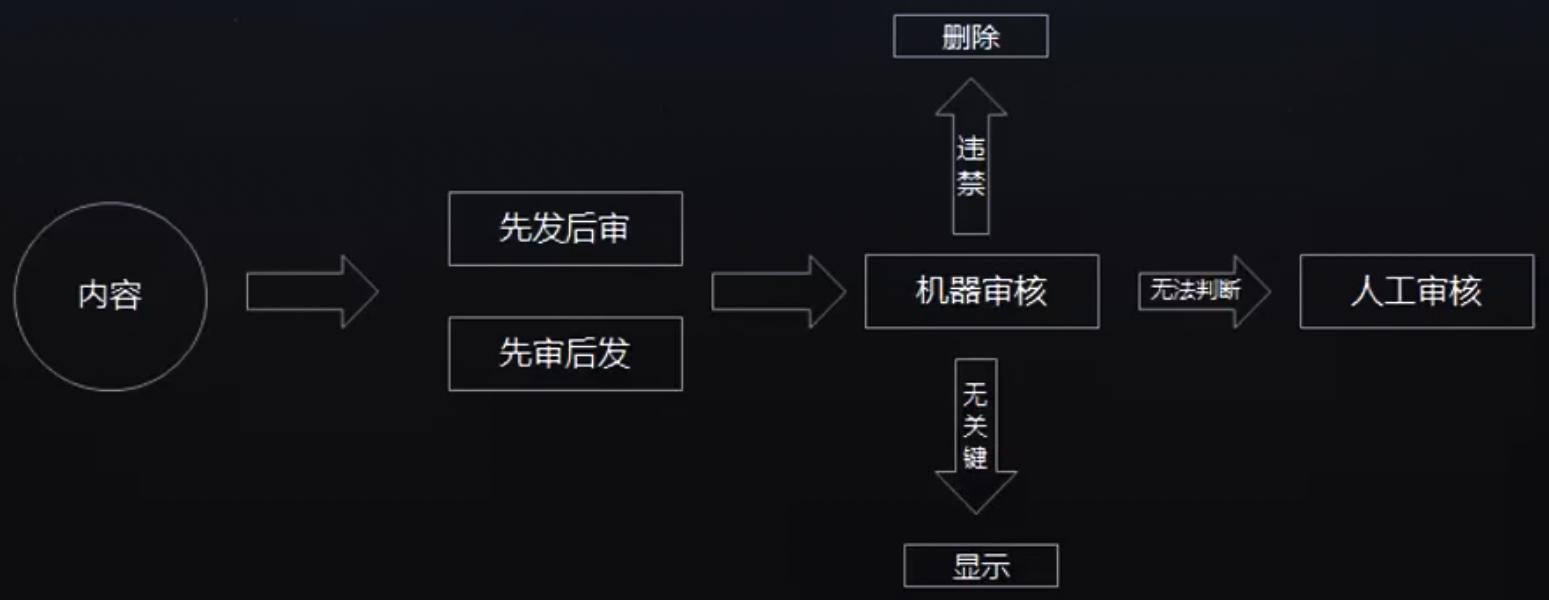 删除
违
禁
先发后审
内容
机器审核
无法判断
人工审核
先审后发
无
关
键
显示